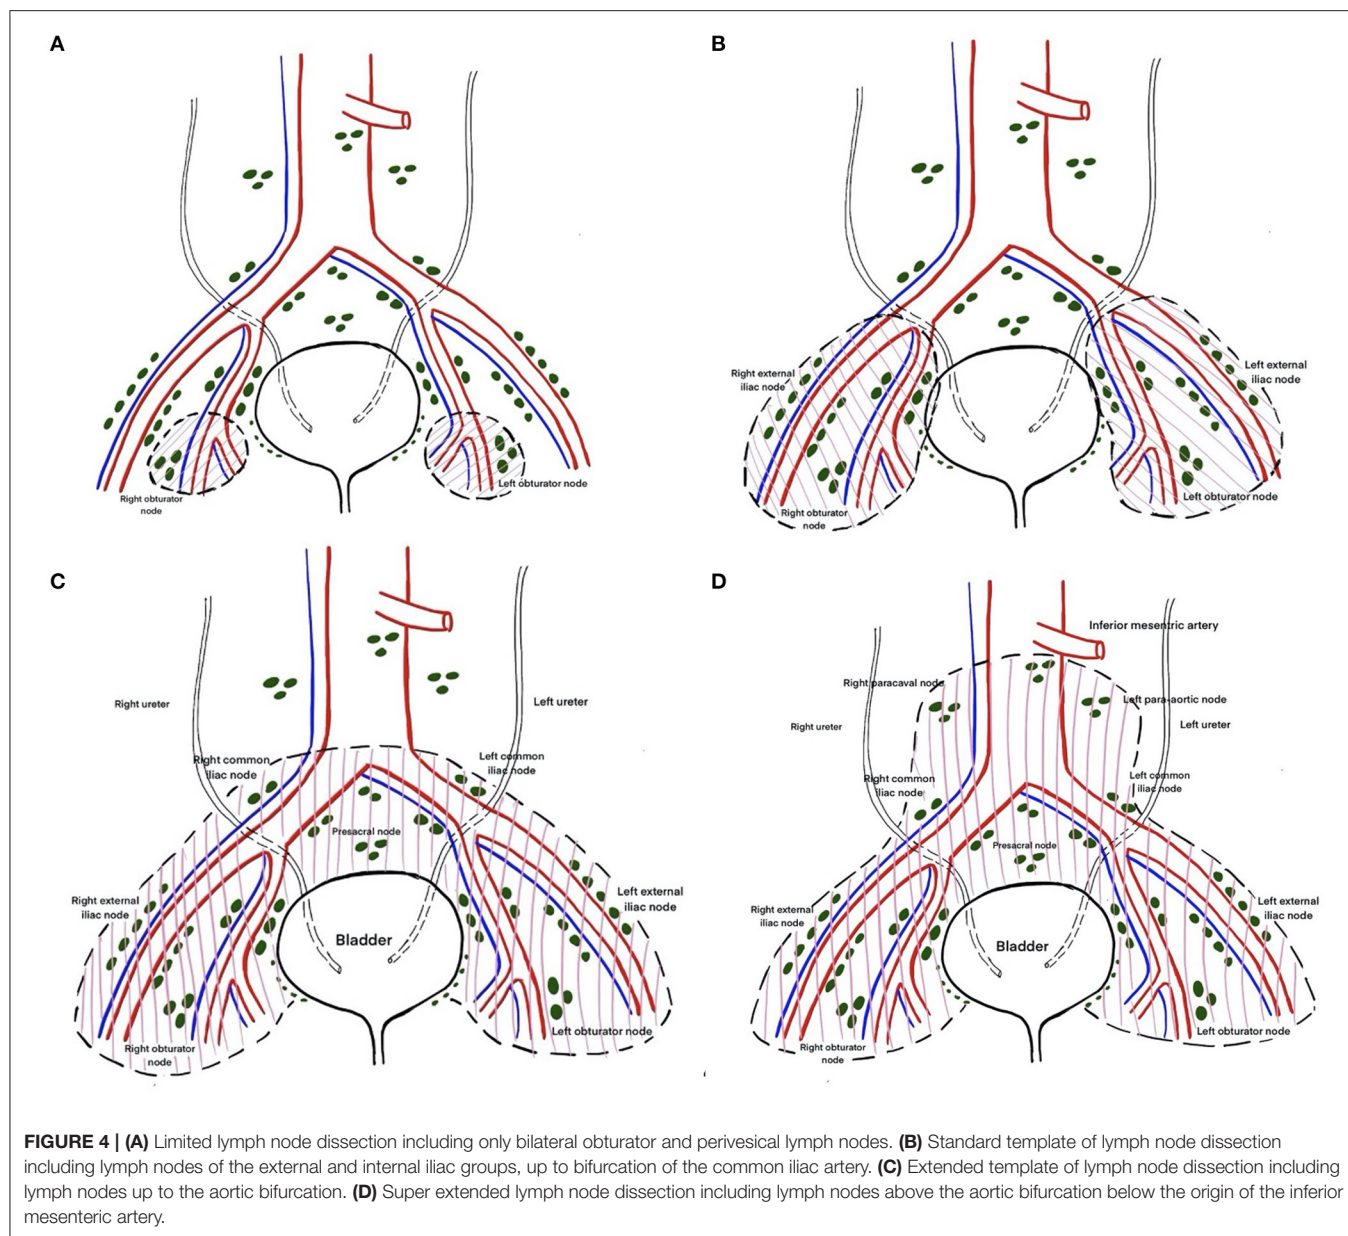 A
Right obturator
node
Left obturator node
B
Right external
iliac node
Left external
iliac node
Right obturator
node
Left obturator node
C
Right ureter
Left ureter
Right common
iliac node
Left common
iliac node
Presacral node
Right external
iliac node
Left external
iliac node
Bladder
Right obturator
node
Left obturator node
D
Inferior mesentric artery
Right paracaval node
Left para-aortic node
Right ureter
Left ureter
Right common
iliac node
Left common
iliac node
Presacral node
Right external
iliac node
Left external
iliac node
Bladder
Right obturator
node
Left obturator node
FIGURE 4 | (A) Limited lymph node dissection including only bilateral obturator and perivesical lymph nodes. (B) Standard template of lymph node dissection
including lymph nodes of the external and internal iliac groups, up to bifurcation of the common iliac artery. (C) Extended template of lymph node dissection including
lymph nodes up to the aortic bifurcation. (D) Super extended lymph node dissection including lymph nodes above the aortic bifurcation below the origin of the inferior
mesenteric artery.